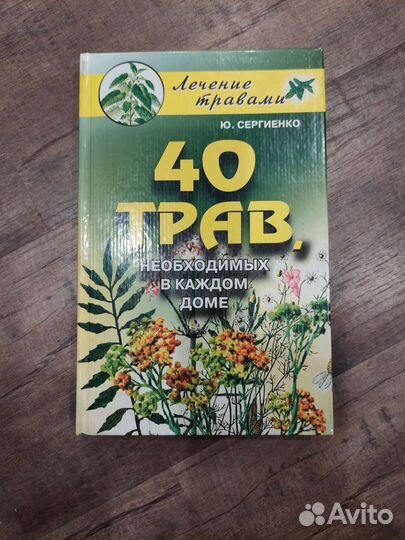 Лечение
травами
Ю. СЕРГИЕНКО
40
ТРАВ,
НЕОБХОДИМЫХ
В КАЖДОМ
ДОМЕ
Avito